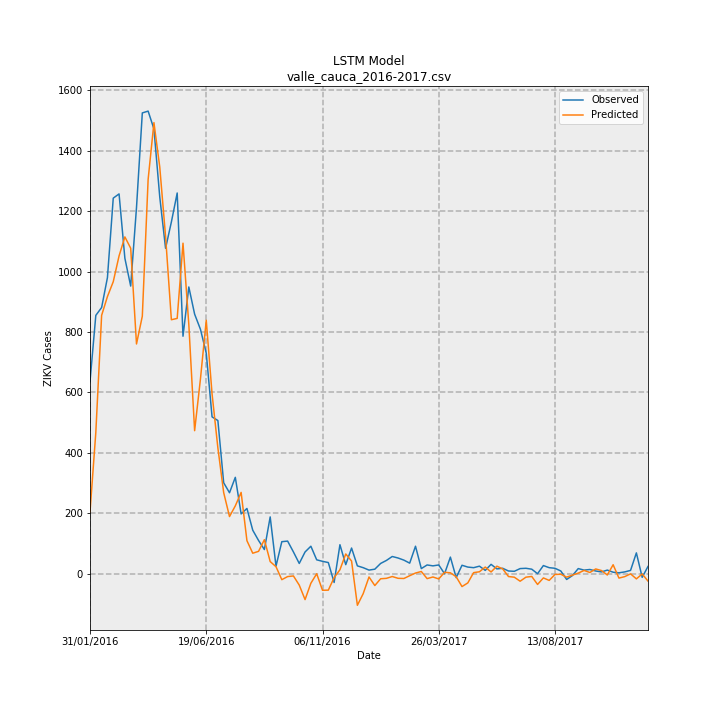 LSTM Model
valle_cauca_2016-2017.csv
Observed
Predicted
ZIKV Cases
1600
1400
1200
1000
800
600
400
200
0
31/01/2016
19/06/2016
06/11/2016
26/03/2017
13/08/2017
Date